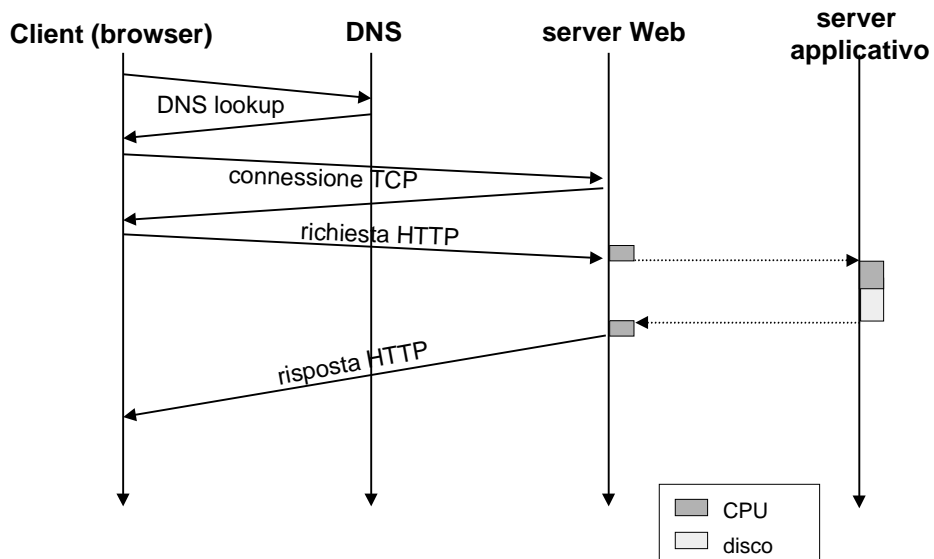 Client (browser)
DNS
server Web
server
applicativo
DNS lookup
connessione TCP
richiesta HTTP
risposta HTTP
CPU
disco